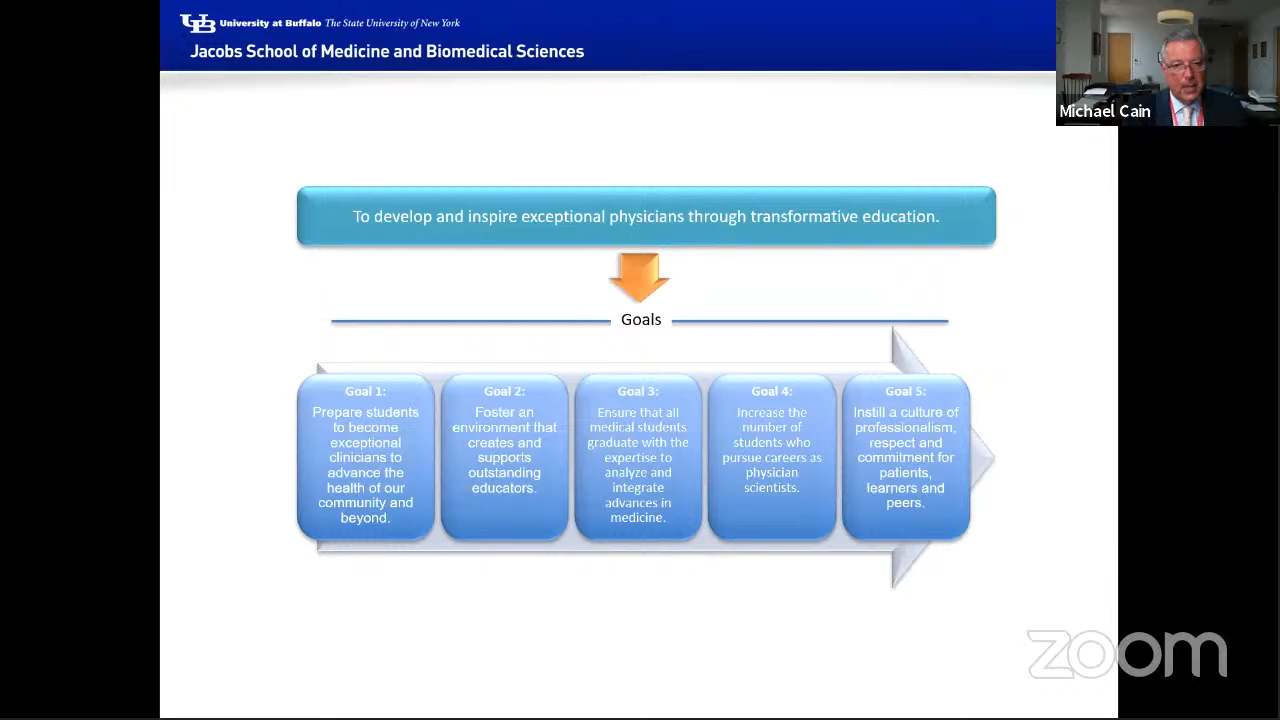 UB University at Buffalo The State University of New York
Jacobs School of Medicine and Biomedical Sciences
Michael Cain
To develop and inspire exceptional physicians through transformative education.
Goals
Goal 1:
Prepare students
to become
exceptional
clinicians to
advance the
health of our
community and
beyond.
Goal 2:
Foster an
environment that
creates and
supports
outstanding
educators.
Goal 3:
Ensure that all
medical students
graduate with the
expertise to
analyze and
integrate
advances in
medicine.
Goal 4:
Increase the
number of
students who
pursue careers as
physician
scientists.
Goal 5:
Instill a culture of
professionalism,
respect and
commitment for
patients,
learners and
peers.
zoom